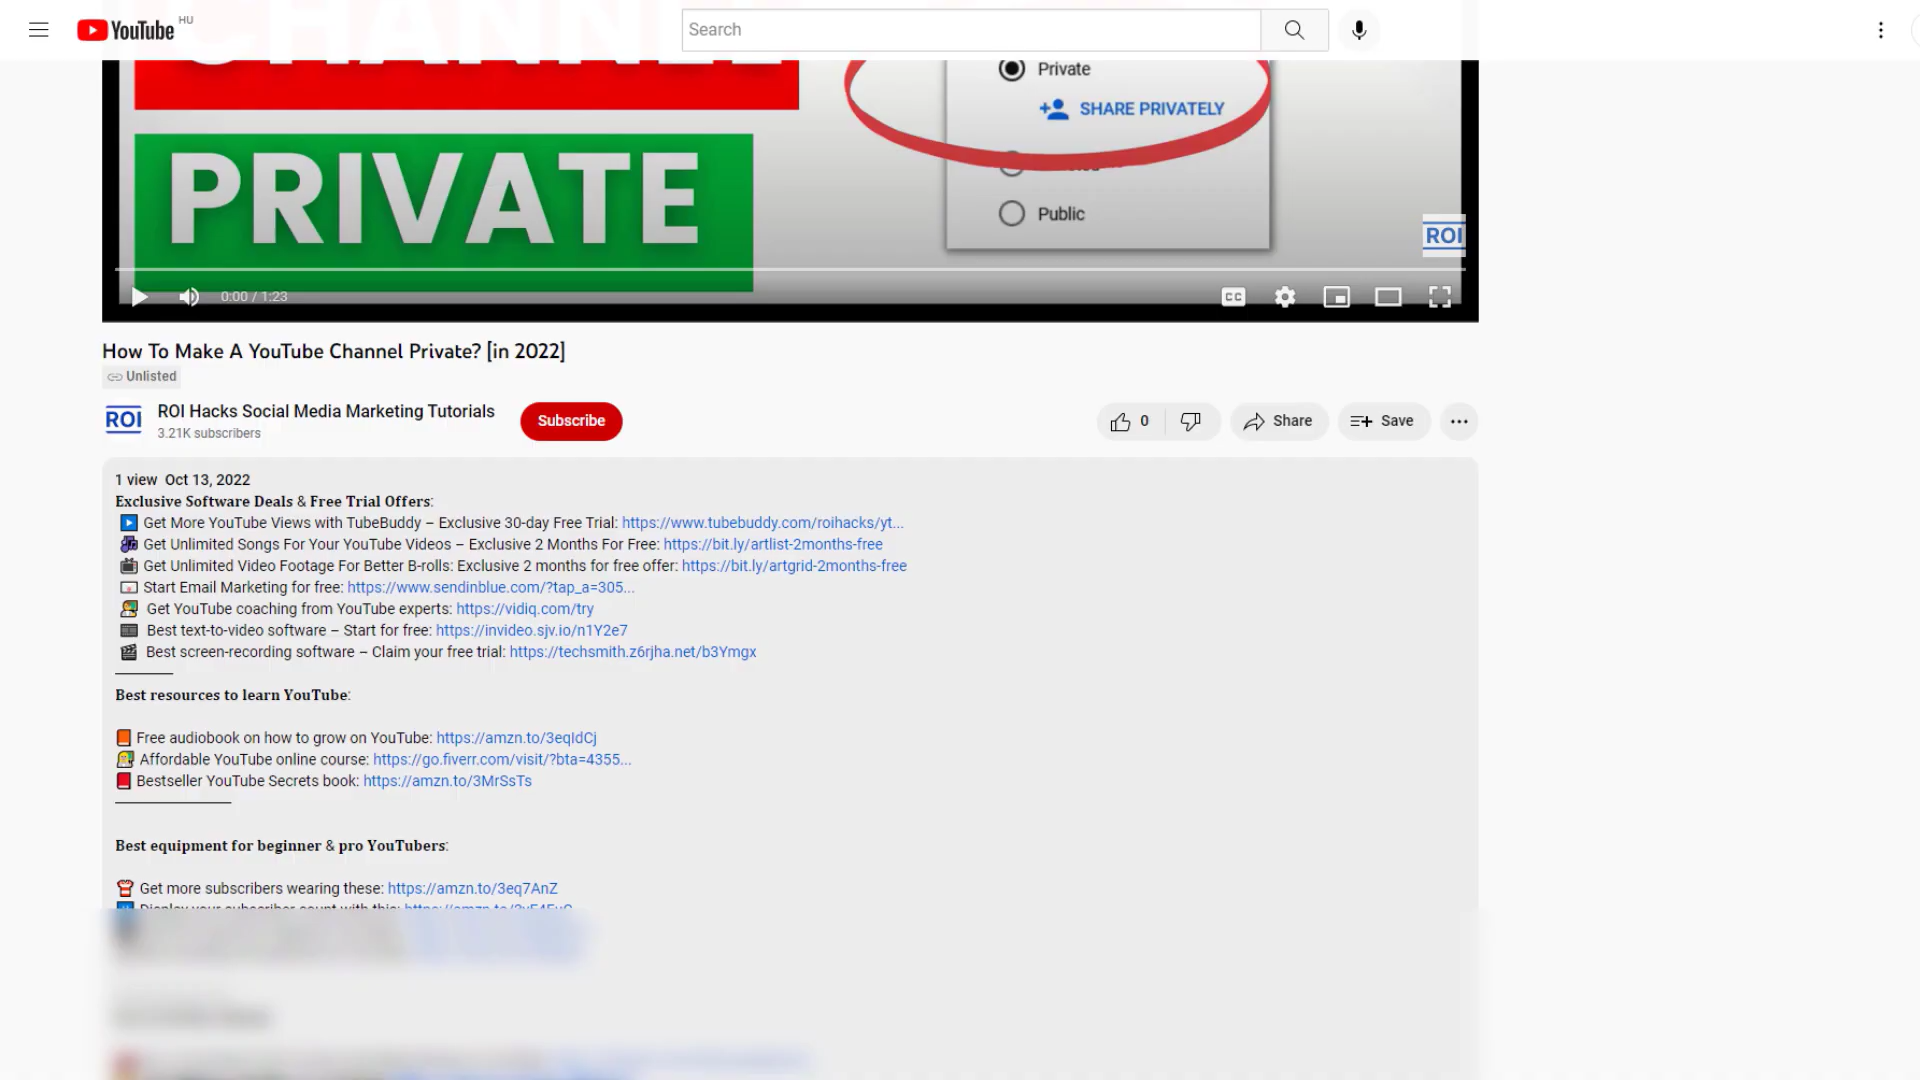 YouTube HU
Search
Private
SHARE PRIVATELY
PRIVATE
Public
ROI
0:00 / 1:23
CC
How To Make A YouTube Channel Private? [in 2022]
Unlisted
ROI
ROI Hacks Social Media Marketing Tutorials
3.21K subscribers
Subscribe
0
Share
Save
1 view Oct 13, 2022
Exclusive Software Deals & Free Trial Offers:
Get More YouTube Views with TubeBuddy – Exclusive 30-day Free Trial: https://www.tubebuddy.com/roihacks/yt...
Get Unlimited Songs For Your YouTube Videos – Exclusive 2 Months For Free: https://bit.ly/artlist-2months-free
Get Unlimited Video Footage For Better B-rolls: Exclusive 2 months for free offer: https://bit.ly/artgrid-2months-free
Start Email Marketing for free: https://www.sendinblue.com/?tap_a=305...
Get YouTube coaching from YouTube experts: https://vidiq.com/try
Best text-to-video software – Start for free: https://invideo.sjv.io/n1Y2e7
Best screen-recording software – Claim your free trial: https://techsmith.z6rjha.net/b3Ymgx
Best resources to learn YouTube:
Free audiobook on how to grow on YouTube: https://amzn.to/3eqIdCj
Affordable YouTube online course: https://go.fiverr.com/visit/?bta=4355...
Bestseller YouTube Secrets book: https://amzn.to/3MrSsTs
Best equipment for beginner & pro YouTubers:
Get more subscribers wearing these: https://amzn.to/3eq7AnZ
Display your subscriber count with this: